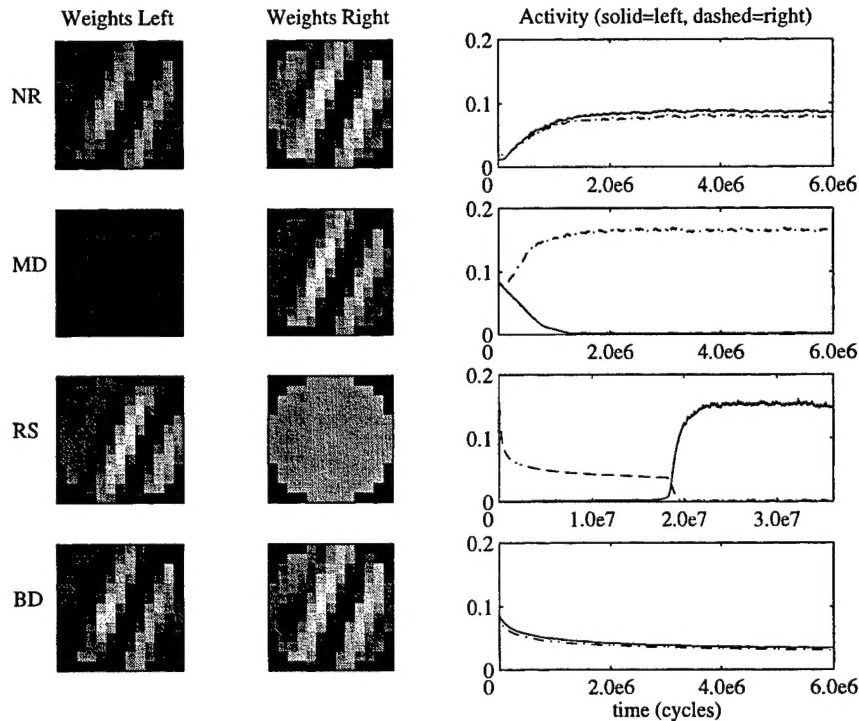 Weights Left
Weights Right
Activity (solid=left, dashed=right)
NR
0.2
0.1
0
0
2.0e6
4.0e6
6.0e6
MD
0.2
0.1
0
0
2.0e6
4.0e6
6.0e6
RS
0.2
0.1
0
0
1.0e7
2.0e7
3.0e7
BD
0.2
0.1
0
0
2.0e6
4.0e6
6.0e6
time (cycles)